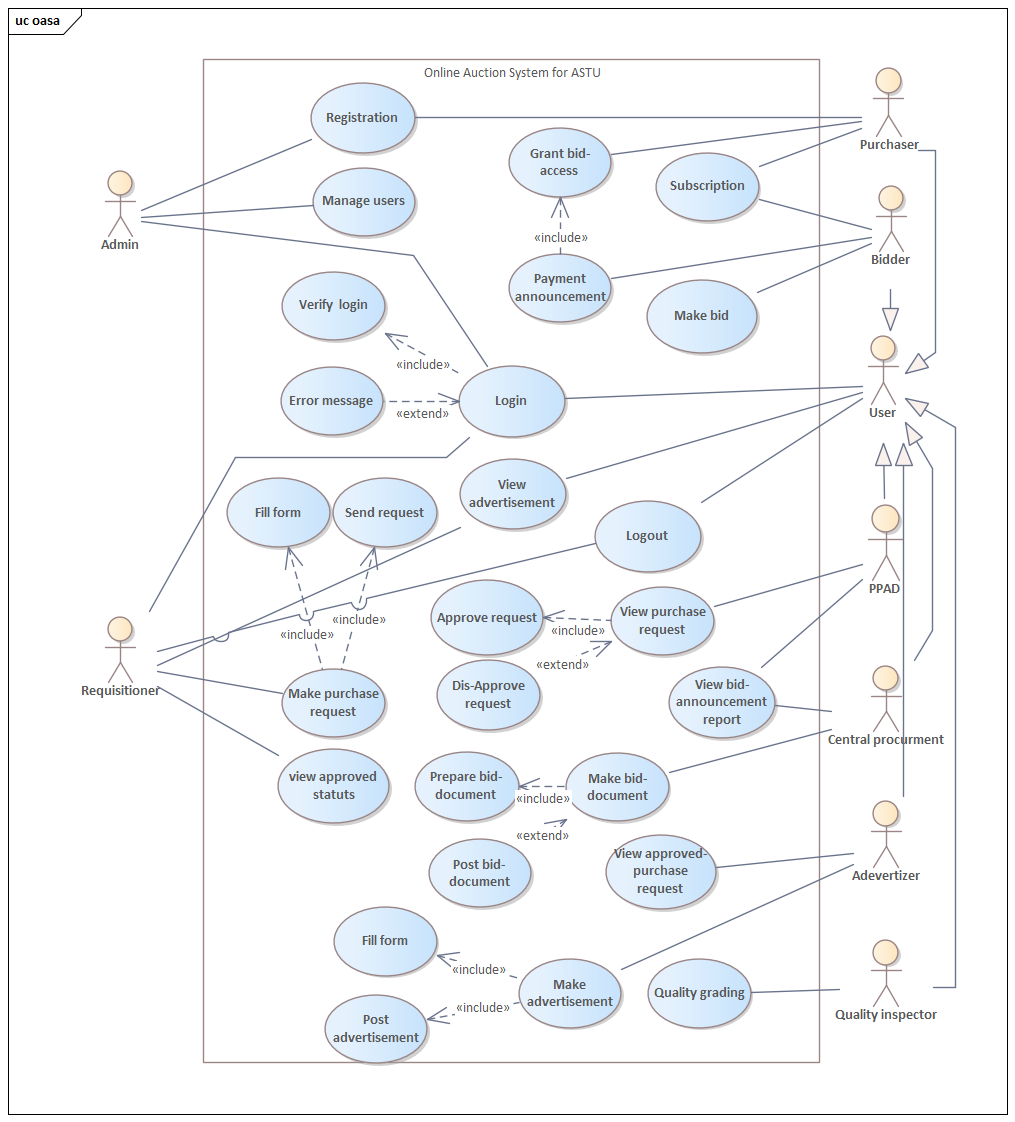 uc oasa
Online Auction System for ASTU
Registration
Purchaser
Grant bid-
access
Subscription
Manage users
Admin
«include»
Bidder
Payment
announcement
Verify  login
Make bid
«include»
Error message
«extend»
Login
User
View
advertisement
Fill form
Send request
Logout
PPAD
«include»
«include»
Approve request
«include»
View purchase
request
«extend»
Requisitioner
Make purchase
request
Dis-Approve
request
View bid-
announcement
report
Central procurment
view approved
statuts
Prepare bid-
document
«include»
Make bid-
document
«extend»
Post bid-
document
View approved-
purchase
request
Adevertizer
Fill form
«include»
Make
advertisement
Quality grading
Quality inspector
«include»
Post
advertisement